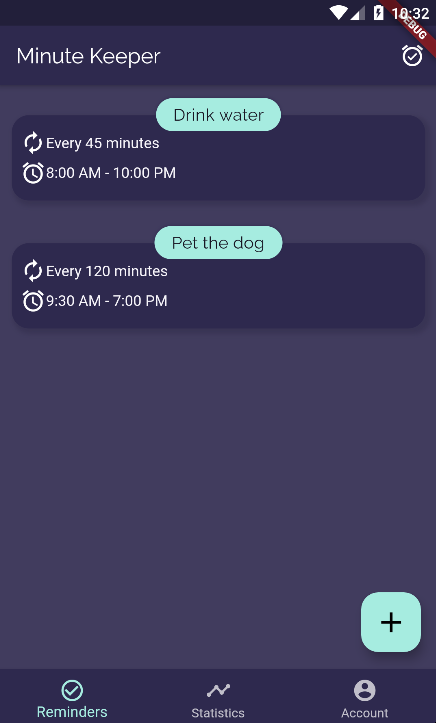 10:32
DEBUG
Minute Keeper
Drink water
Every 45 minutes
8:00 AM - 10:00 PM
Pet the dog
Every 120 minutes
9:30 AM - 7:00 PM
Reminders
Statistics
Account